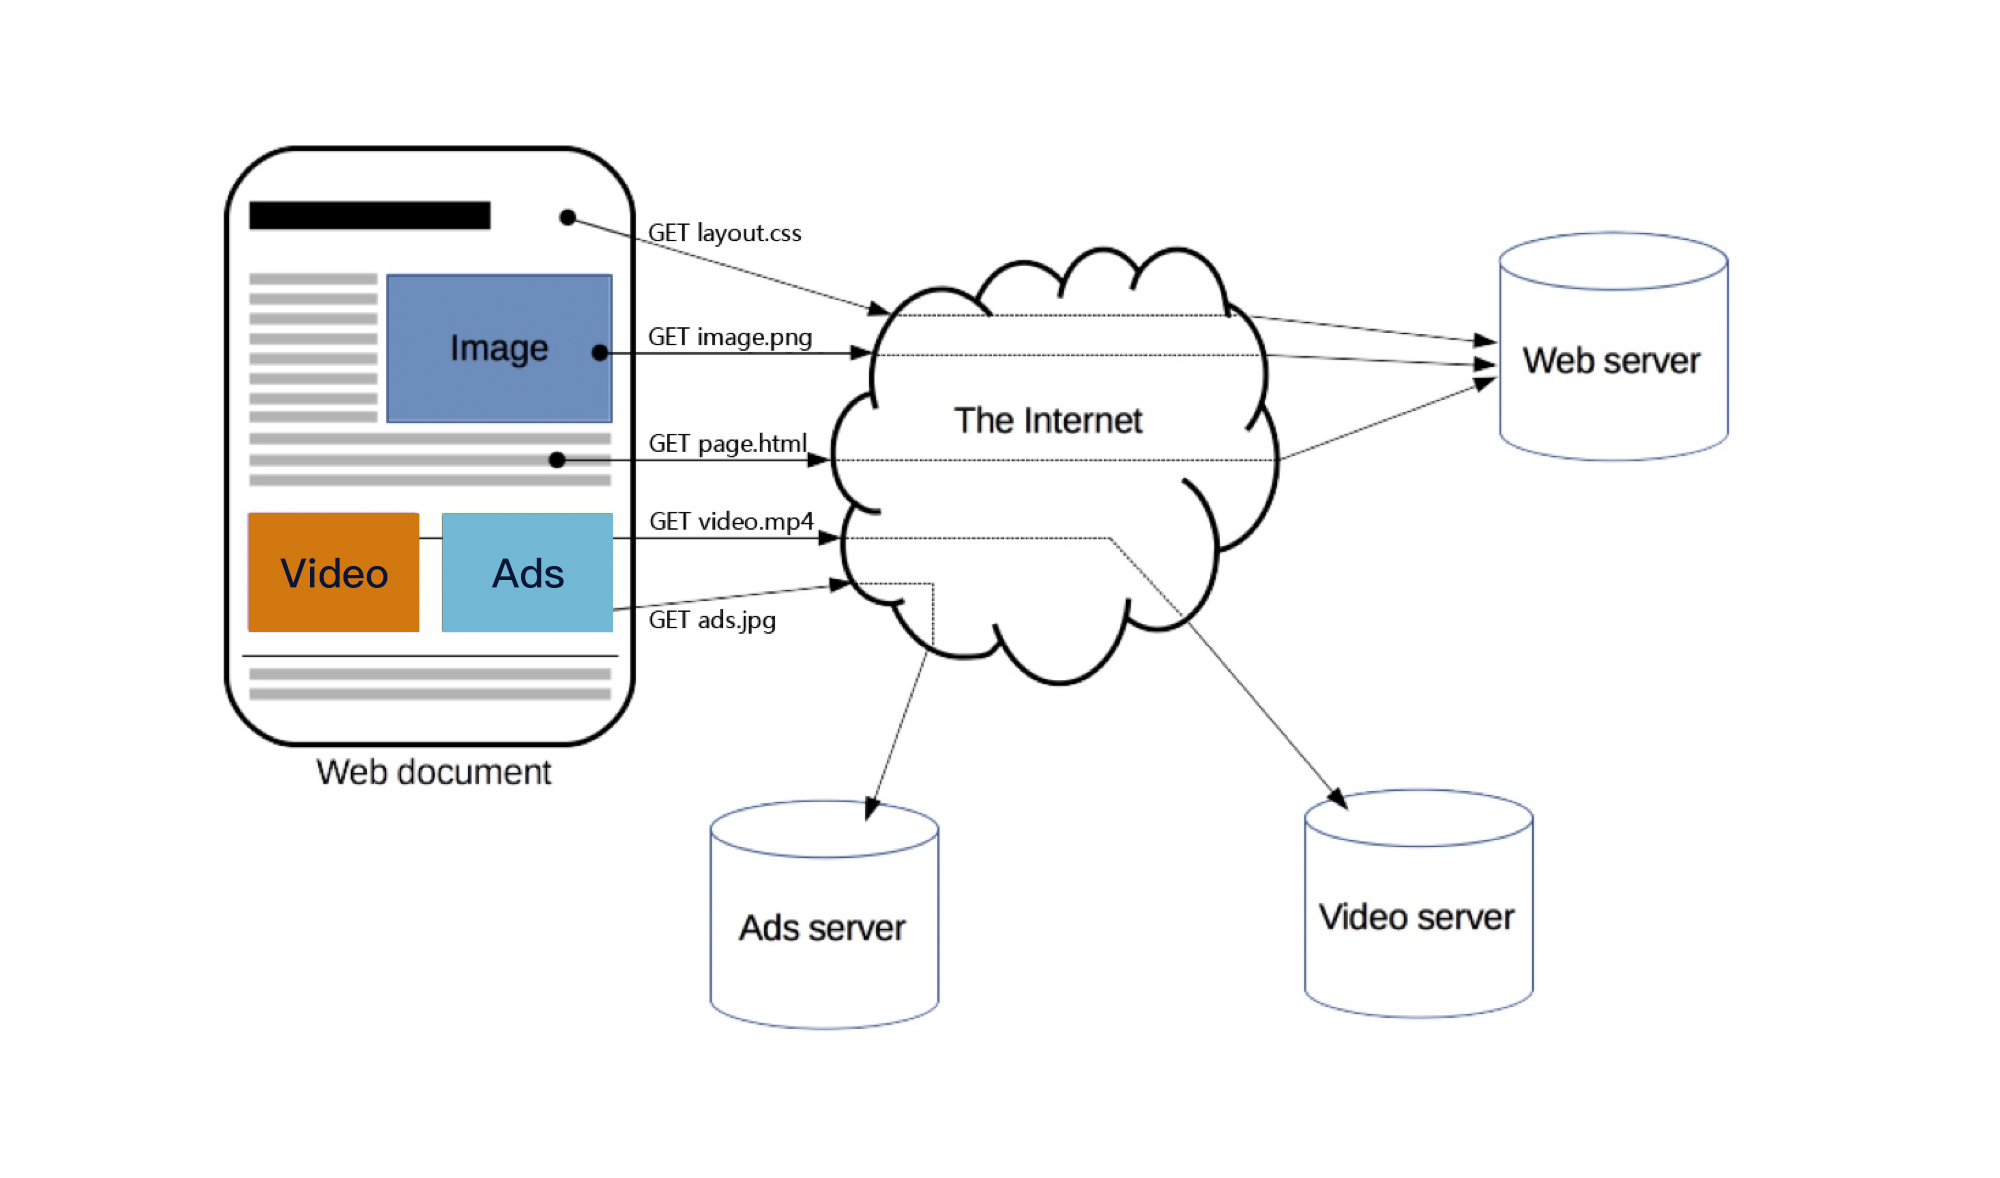 GET layout.css
GET image.png
Image
Web server
The Internet
GET page.html
GET video.mp4
Video
Ads
GET ads.jpg
Web document
Ads server
Video server